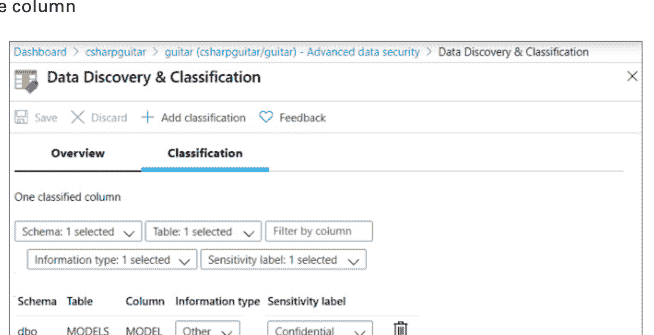 e column
Dashboard > csharpguitar > guitar (csharpguitar/guitar) - Advanced data security > Data Discovery & Classification
Data Discovery & Classification
Save Discard Add classification Feedback
Overview Classification
One classified column
Schema: 1 selected Table: 1 selected Filter by column
Information type: 1 selected Sensitivity label: 1 selected
Schema Table Column Information type Sensitivity label
dbo MODELS MODEL Other Confidential